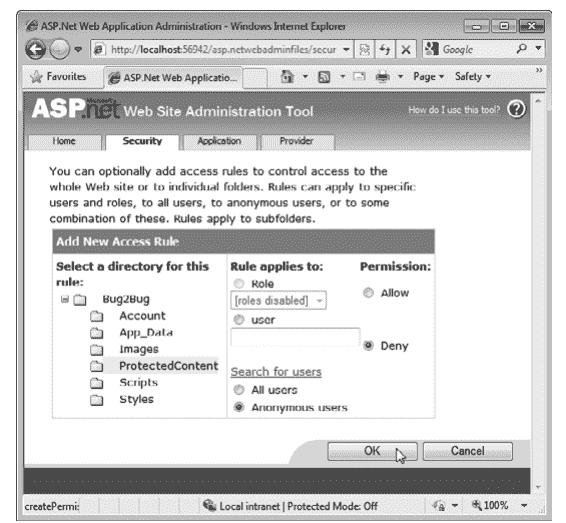 ASP.Net Web Application Administration - Windows Internet Explorer
http://localhost:56942/asp.netwebadminfiles/secur
Google
Favorites
ASP.Net Web Applicatio...
Page
Safety
»
ASP.net Web Site Administration Tool
How do I use this tool? ?
Home
Security
Application
Provider
You can optionally add access rules to control access to the
whole Web site or to individual folders. Rules can apply to specific
users and roles, to all users, to anonymous users, or to some
combination of these. Rules apply to subfolders.
Add New Access Rule
Select a directory for this
rule:
Bug2Bug
Account
App_Data
Images
ProtectedContent
Scripts
Styles
Rule applies to:
Role
[roles disabled]
user
Search for users
All users
Anonymous users
Permission:
Allow
Deny
OK
Cancel
createPermi:
Local intranet | Protected Mode: Off
100%